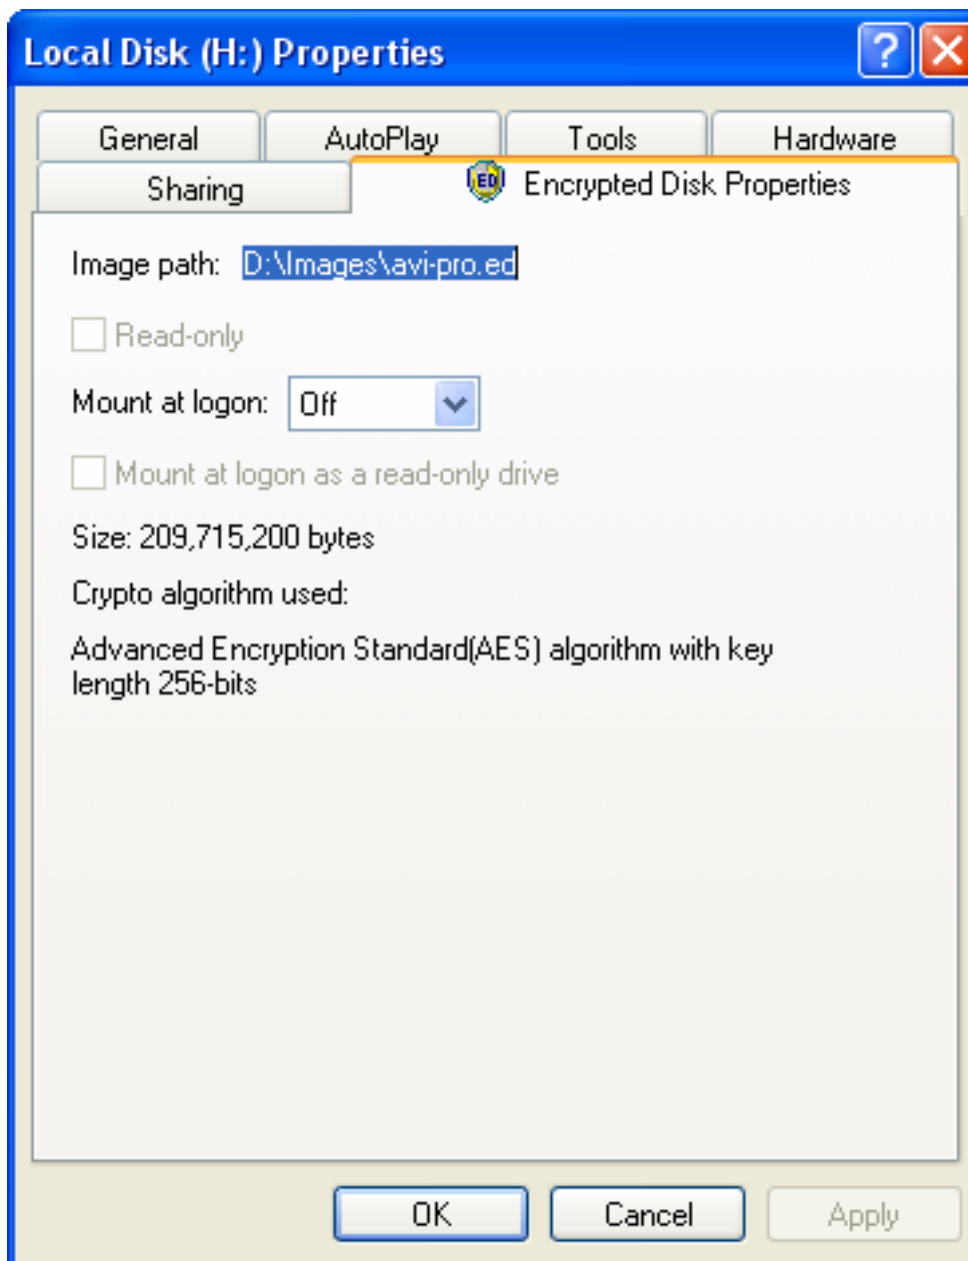 Local Disk (H:) Properties
General AutoPlay Tools Hardware
Sharing ED Encrypted Disk Properties
Image path: D:\Images\avi-pro.ed
Read-only
Mount at logon: Off
Mount at logon as a read-only drive
Size: 209,715,200 bytes
Crypto algorithm used:
Advanced Encryption Standard(AES) algorithm with key
length 256-bits
OK Cancel Apply